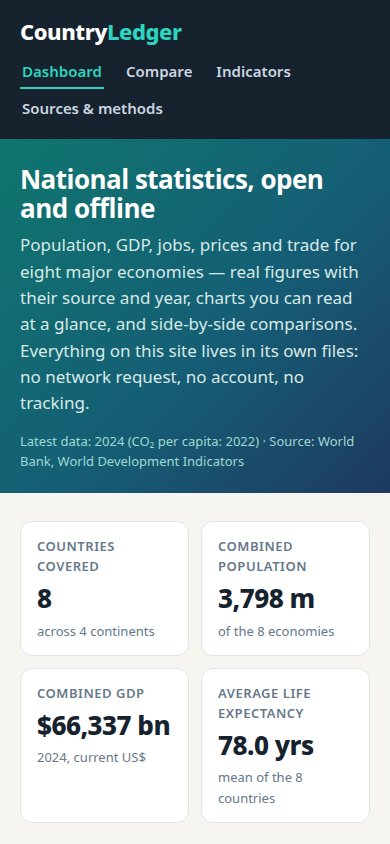 CountryLedger
Dashboard Compare Indicators
Sources & methods
National statistics, open
and offline
Population, GDP, jobs, prices and trade for
eight major economies — real figures with
their source and year, charts you can read
at a glance, and side-by-side comparisons.
Everything on this site lives in its own files:
no network request, no account, no
tracking.
Latest data: 2024 (CO₂ per capita: 2022) · Source: World
Bank, World Development Indicators
COUNTRIES
COVERED
8
across 4 continents
COMBINED
POPULATION
3,798 m
of the 8 economies
COMBINED GDP
$66,337 bn
2024, current US$
AVERAGE LIFE
EXPECTANCY
78.0 yrs
mean of the 8
countries